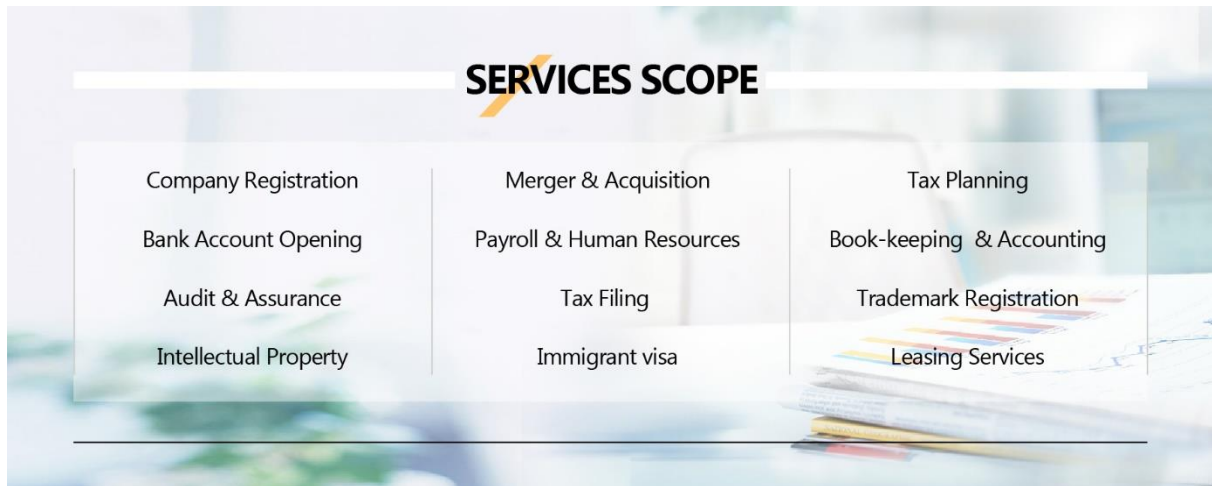 SERVICES SCOPE
Company Registration
Merger & Acquisition
Tax Planning
Bank Account Opening
Payroll & Human Resources
Book-keeping & Accounting
Audit & Assurance
Tax Filing
Trademark Registration
Intellectual Property
Immigrant visa
Leasing Services